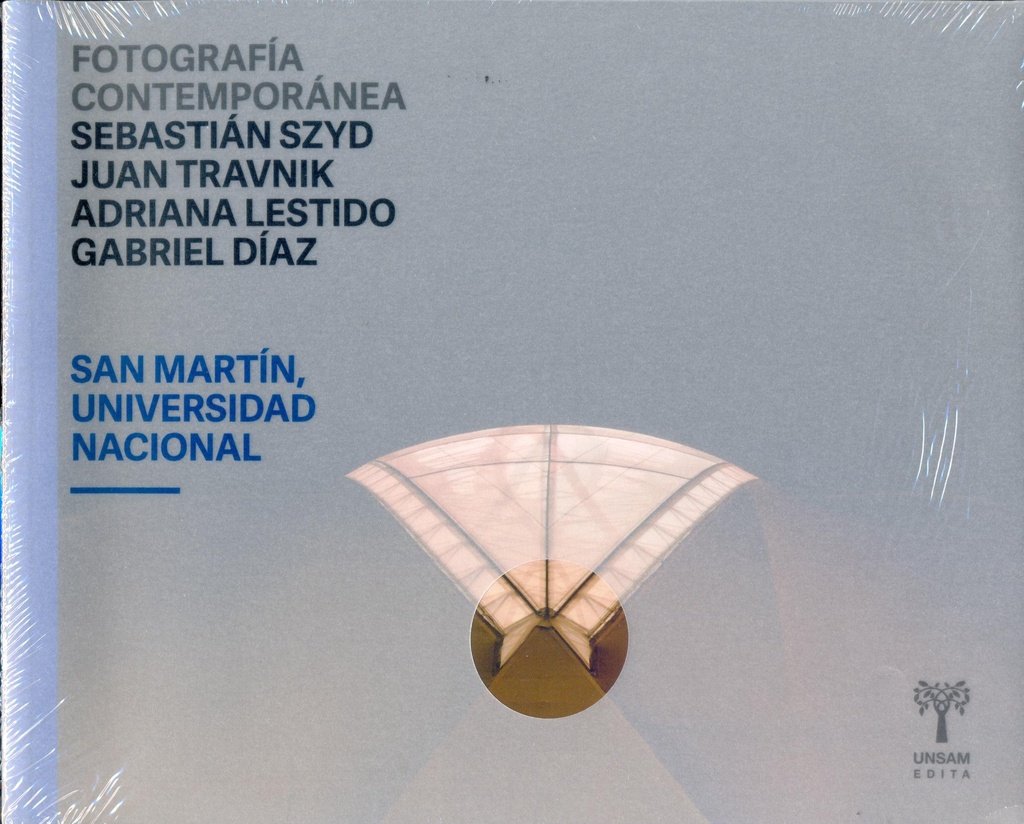 FOTOGRAFÍA
CONTEMPORÁNEA
SEBASTIÁN SZYD
JUAN TRAVNIK
ADRIANA LESTIDO
GABRIEL DÍAZ
SAN MARTÍN,
UNIVERSIDAD
NACIONAL
UNSAM
EDITA